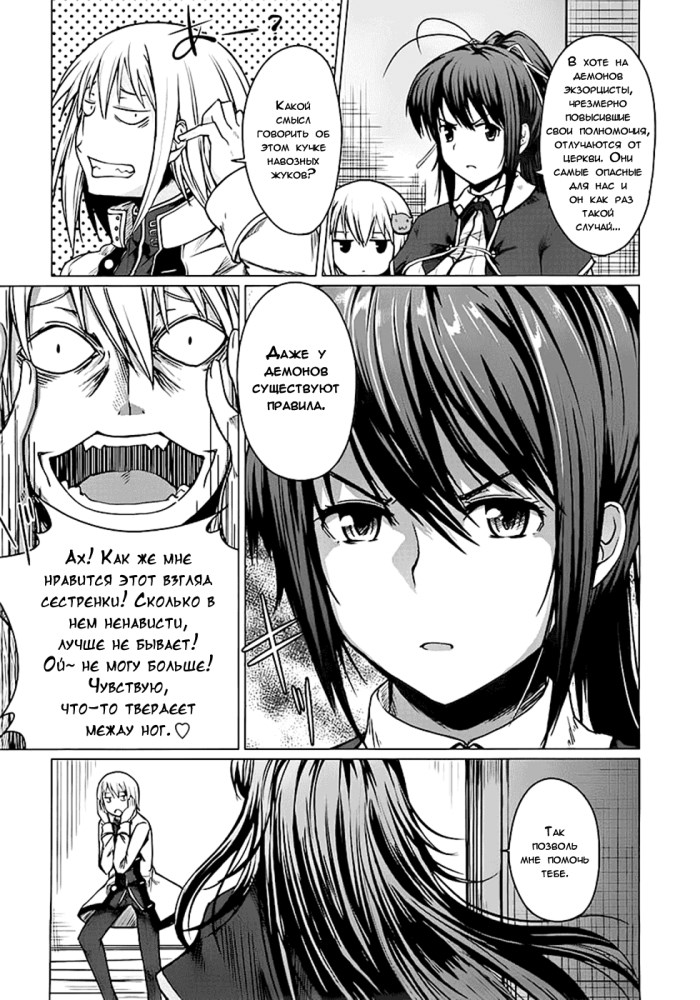 В хоте на
демонов
экзорцисты,
чрезмерно
повысившие
свои полномочия,
отлучаются от
церкви. Они
самые опасные
для нас и
он как раз
такой
случай...
Какой
смысл
говорить об
этом кучке
навозных
жуков?
あー?
Даже у
демонов
существуют
правила.
Ах! Как же мне
нравится этот взгляд
сестренки! Сколько в
нем ненависти,
лучше не бывает!
Ой~ не могу больше!
Чувствую,
что-то твердеет
между ног.♡
Так
позволь
мне помочь
тебе.